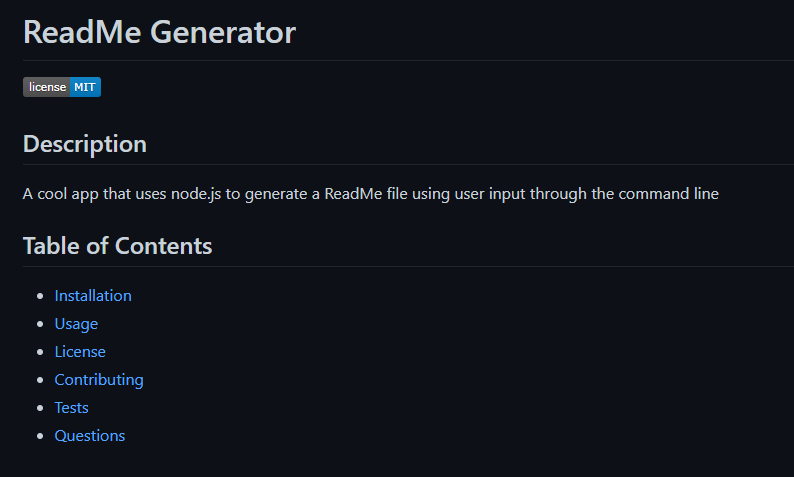 ReadMe Generator
license MIT
Description
A cool app that uses node.js to generate a ReadMe file using user input through the command line
Table of Contents
Installation
Usage
License
Contributing
Tests
Questions